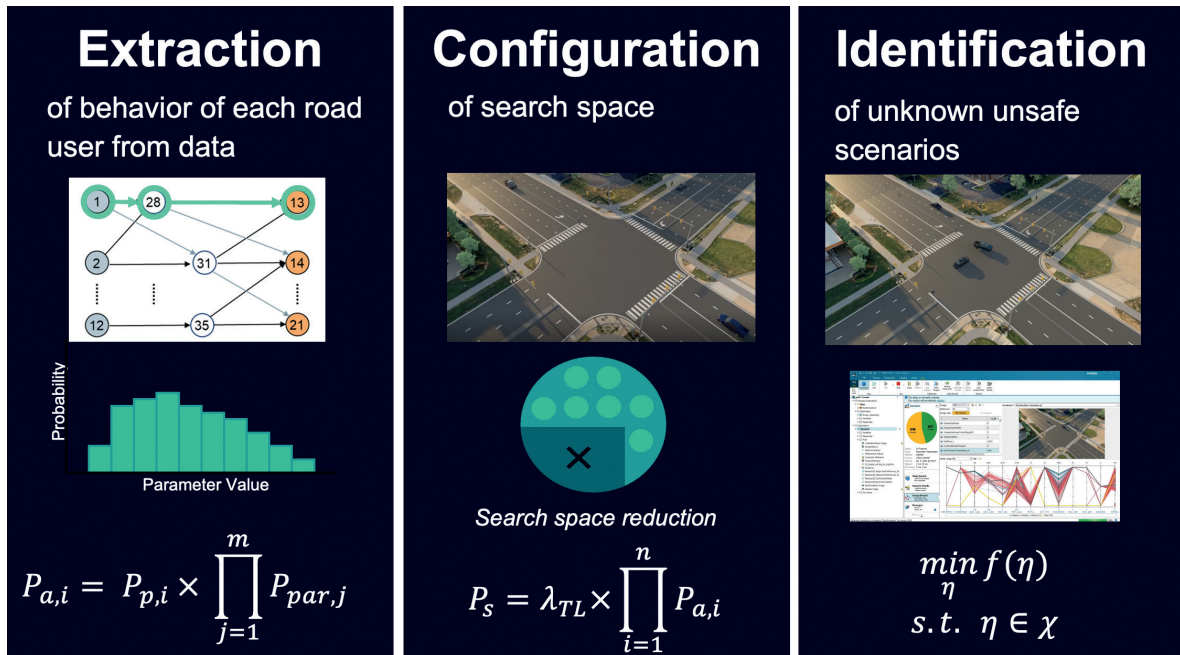 Extraction
of behavior of each road
user from data
1
28
13
2
31
14
12
35
21
Probability
Parameter Value
P_{a,i} = P_{p,i} × ∏_{j=1}^{m} P_{par,j}
Configuration
of search space
Search space reduction
P_s = λ_{TL} × ∏_{i=1}^{n} P_{a,i}
Identification
of unknown unsafe
scenarios
min_η f(η)
s.t. η ∈ χ